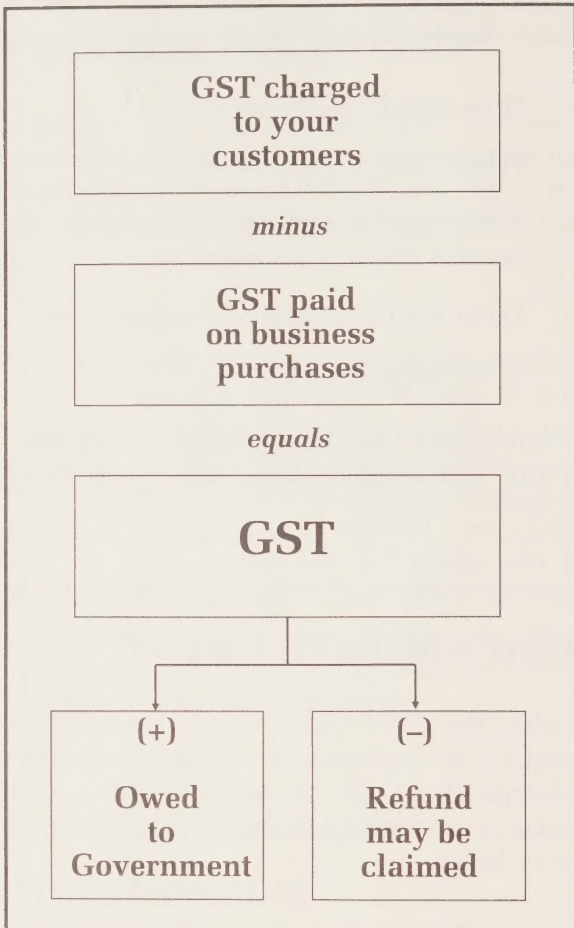 GST charged
to your
customers
minus
GST paid
on business
purchases
equals
GST
(+)
Owed
to
Government
(–)
Refund
may be
claimed